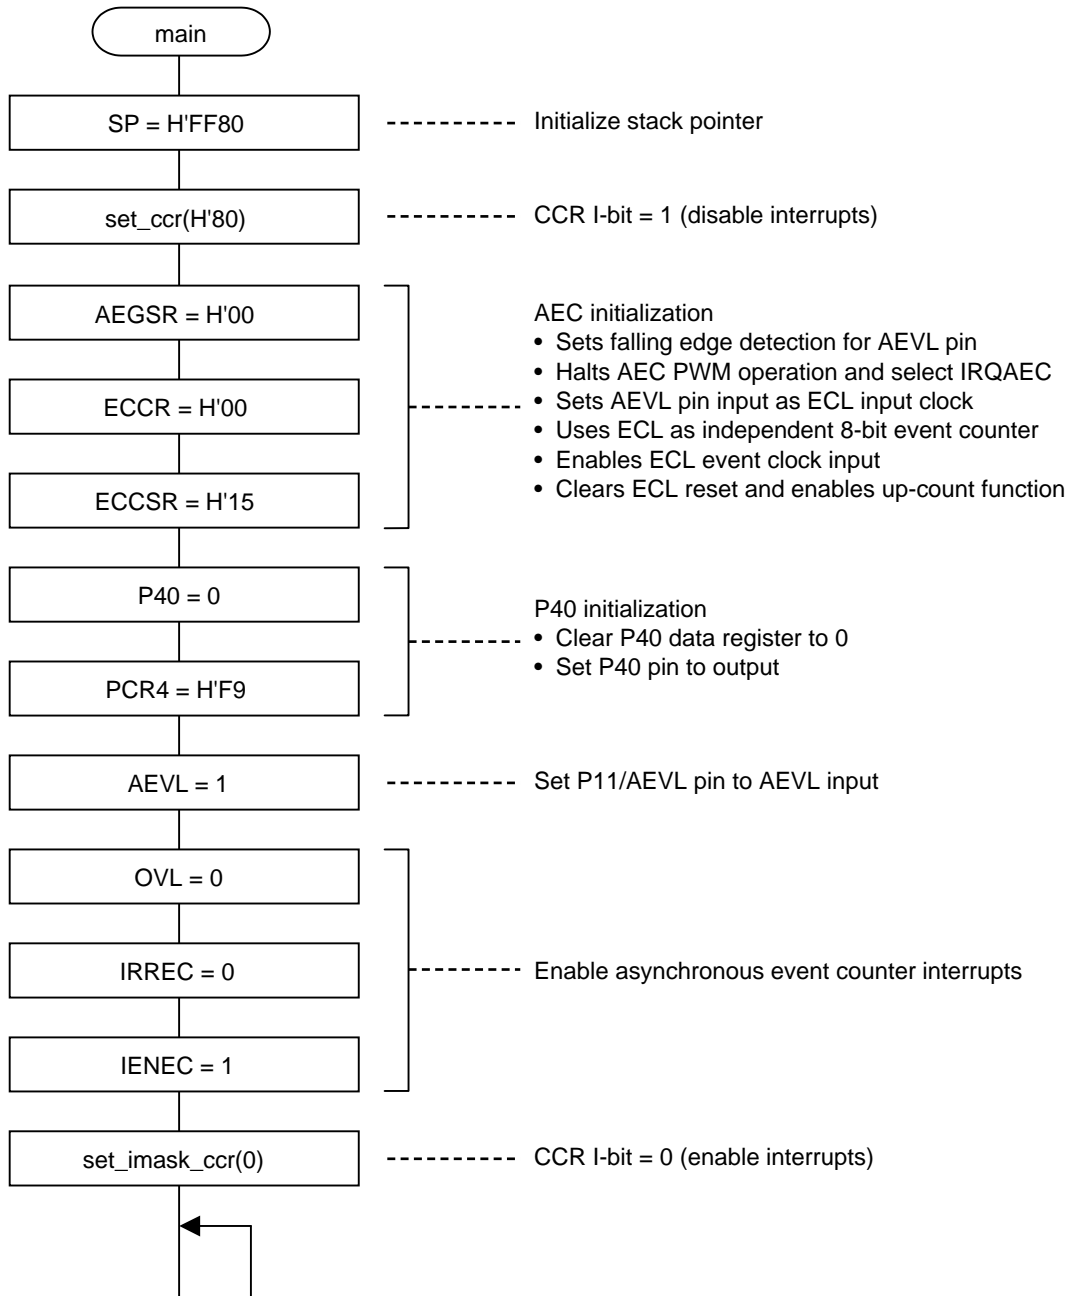 main
SP = H'FF80
Initialize stack pointer
set_ccr(H'80)
CCR I-bit = 1 (disable interrupts)
AEGSR = H'00
ECCR = H'00
ECCSR = H'15
AEC initialization
• Sets falling edge detection for AEVL pin
• Halts AEC PWM operation and select IRQAEC
• Sets AEVL pin input as ECL input clock
• Uses ECL as independent 8-bit event counter
• Enables ECL event clock input
• Clears ECL reset and enables up-count function
P40 = 0
PCR4 = H'F9
P40 initialization
• Clear P40 data register to 0
• Set P40 pin to output
AEVL = 1
Set P11/AEVL pin to AEVL input
OVL = 0
IRREC = 0
IENEC = 1
Enable asynchronous event counter interrupts
set_imask_ccr(0)
CCR I-bit = 0 (enable interrupts)